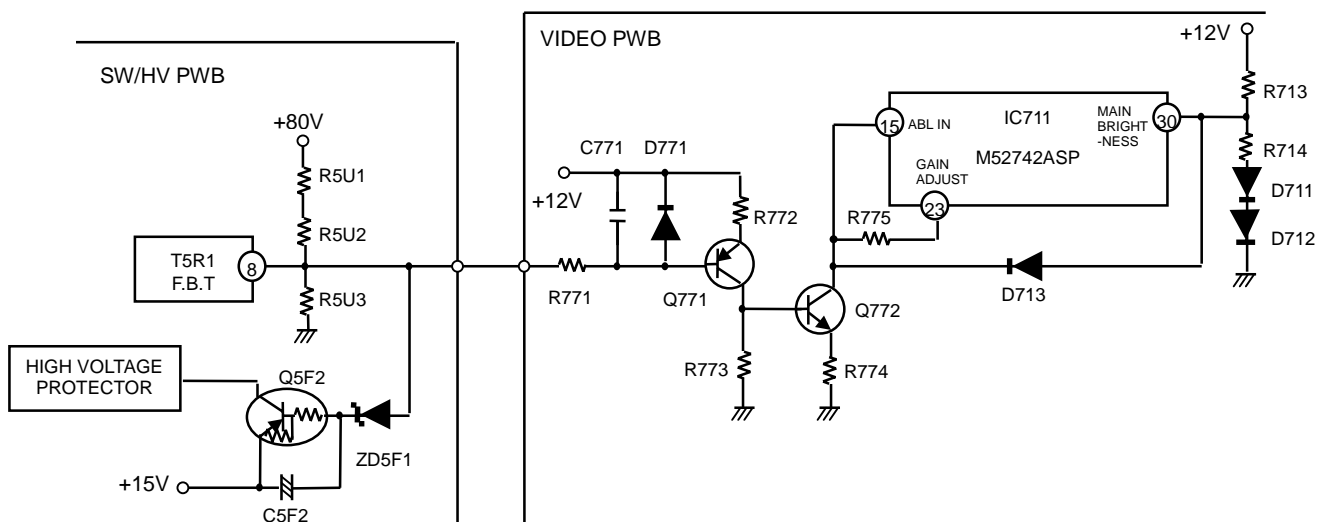 SW/HV PWB
VIDEO PWB
+12V
R713
+80V
C771
D771
15
ABL IN
IC711
MAIN
BRIGHT
-NESS
30
M52742ASP
R714
GAIN
ADJUST
D711
R5U1
+12V
R772
23
R775
D712
R5U2
T5R1
F.B.T
8
R5U3
R771
Q771
Q772
D713
HIGH VOLTAGE
PROTECTOR
Q5F2
R773
R774
ZD5F1
+15V
C5F2